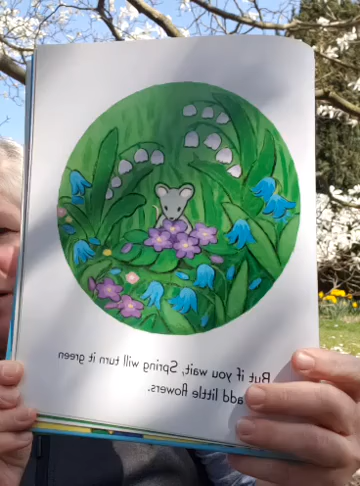 But if you wait, Spring will turn it green
add little flowers.